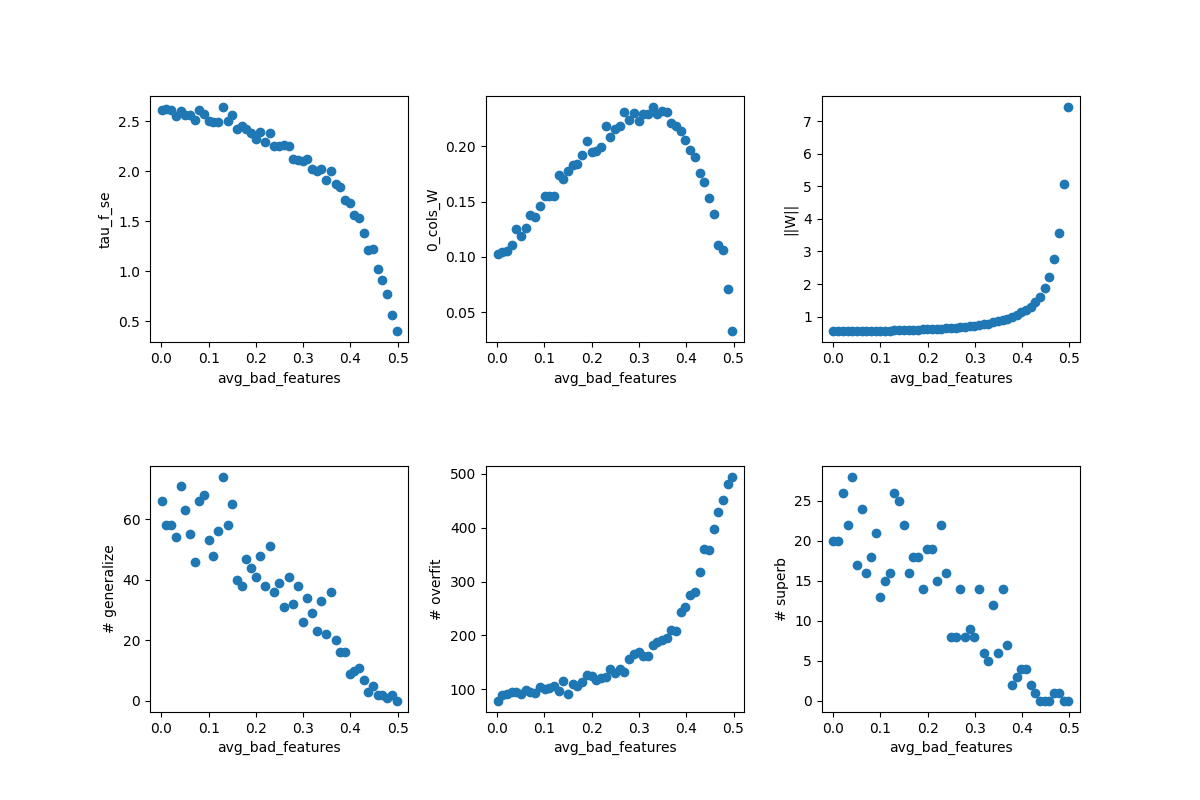 tau_f_se
2.5
2.0
1.5
1.0
0.5
0.0 0.1 0.2 0.3 0.4 0.5
avg_bad_features
0_cols_W
0.20
0.15
0.10
0.05
0.0 0.1 0.2 0.3 0.4 0.5
avg_bad_features
||W||
7
6
5
4
3
2
1
0.0 0.1 0.2 0.3 0.4 0.5
avg_bad_features
# generalize
60
40
20
0
0.0 0.1 0.2 0.3 0.4 0.5
avg_bad_features
# overfit
500
400
300
200
100
0.0 0.1 0.2 0.3 0.4 0.5
avg_bad_features
# superb
25
20
15
10
5
0
0.0 0.1 0.2 0.3 0.4 0.5
avg_bad_features